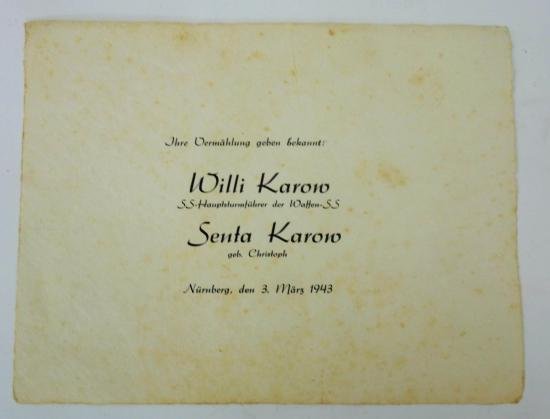 Ihre Vermählung geben bekannt:
Willi Karow
SS-Hauptsturmführer der Waffen-SS
Senta Karow
geb. Christoph
Nürnberg, den 3. März 1943